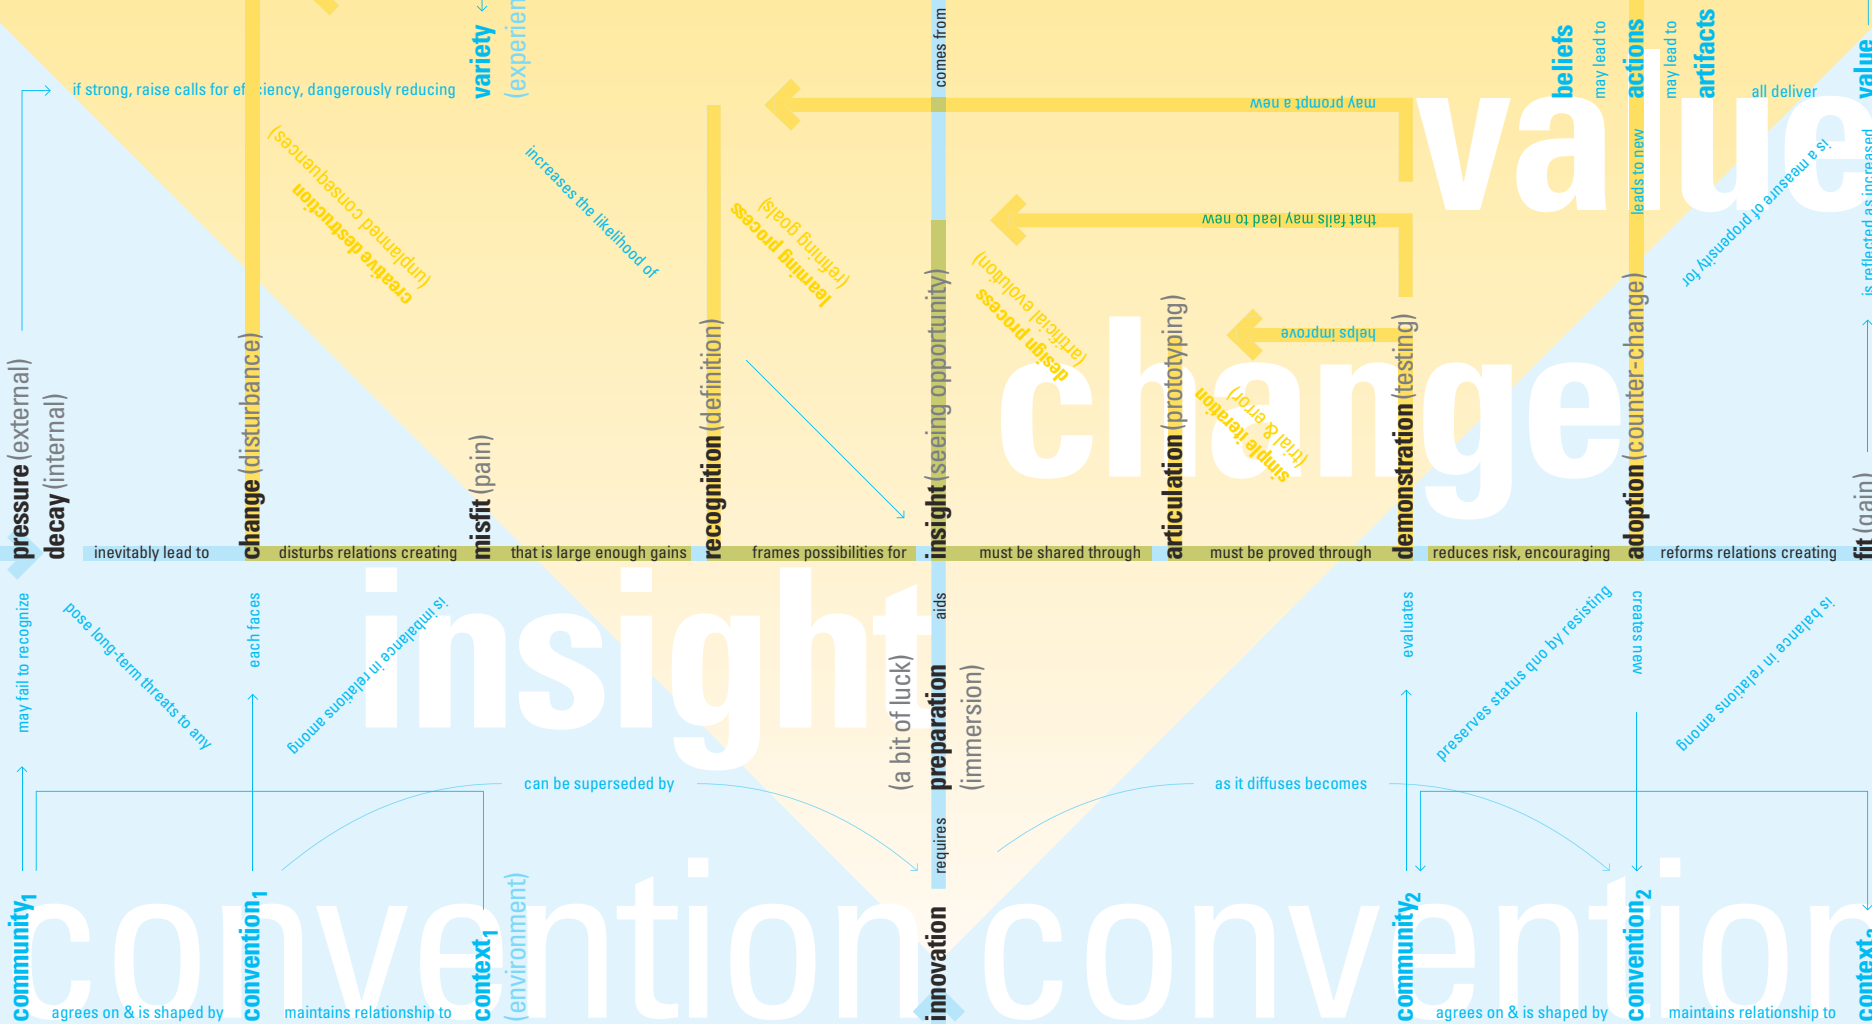 comes from
variety
(experien
beliefs
may lead to
actions
may lead to
artifacts
all deliver
value
if strong, raise calls for efficiency, dangerously reducing
may prompt a new
value
leads to new
is a measure of propensity for
is reflected as increased
creative destruction
(unplanned consequences)
increases the likelihood of
learning process
(refining goals)
that fails may lead to new
design process
(artificial evolution)
helps improve
simple iteration
(trial & error)
change
pressure (external)
decay (internal)
inevitably lead to
change (disturbance)
disturbs relations creating
misfit (pain)
that is large enough gains
recognition (definition)
frames possibilities for
insight (seeing opportunity)
must be shared through
articulation (prototyping)
must be proved through
demonstration (testing)
reduces risk, encouraging
adoption (counter-change)
reforms relations creating
fit (gain)
insight
may fail to recognize
pose long-term threats to any
each faces
is imbalance in relations among
aids
(a bit of luck)
preparation
(immersion)
evaluates
preserves status quo by resisting
creates new
is balance in relations among
can be superseded by
as it diffuses becomes
requires
convention convention
community1
agrees on & is shaped by
convention1
maintains relationship to
context1
(environment)
innovation
community2
agrees on & is shaped by
convention2
maintains relationship to
context2